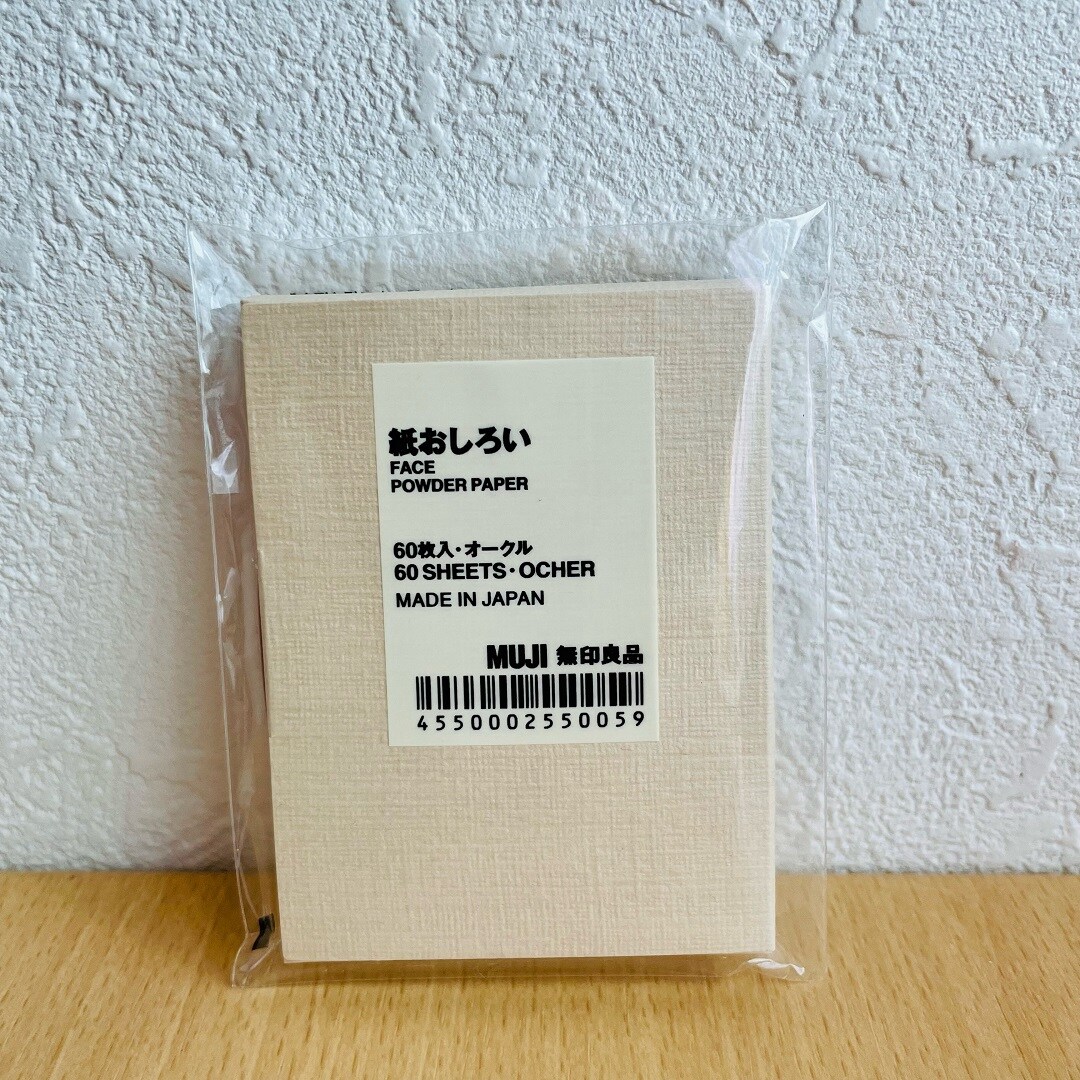 紙おしろい
FACE
POWDER PAPER
60枚入・オークル
60 SHEETS・OCHER
MADE IN JAPAN
MUJI 無印良品
4550002550059